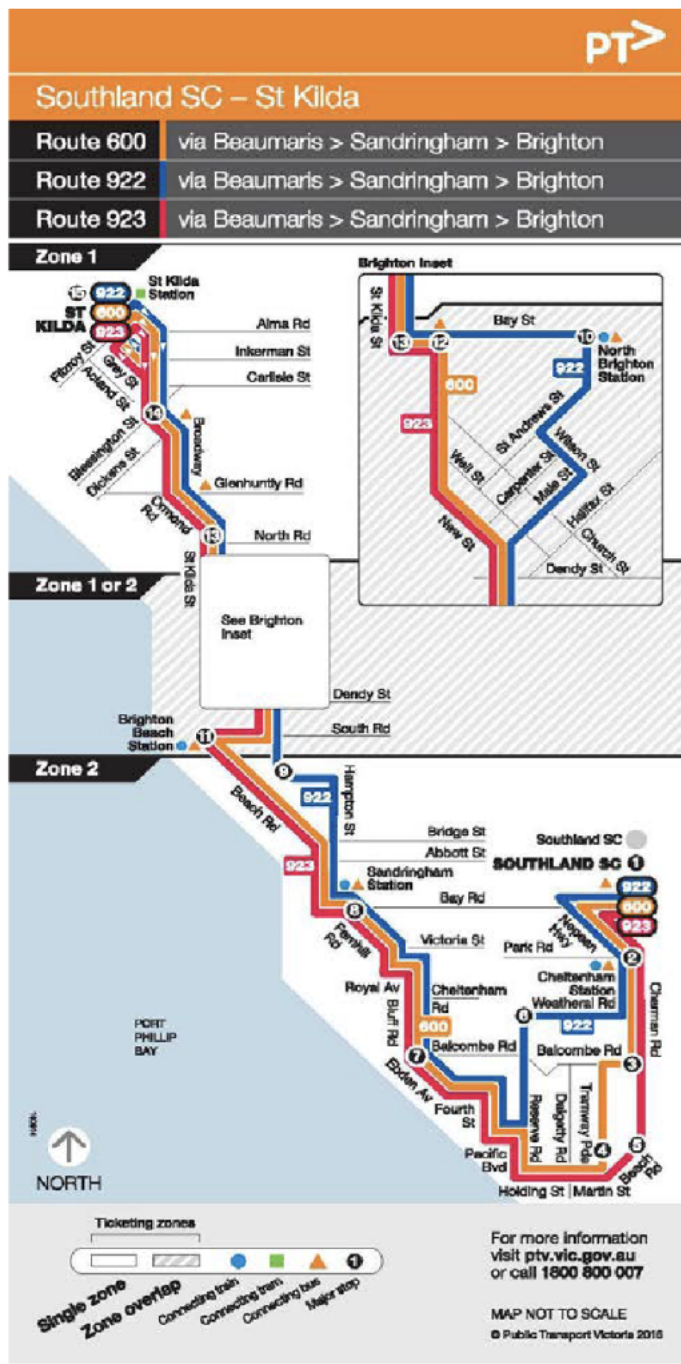 PT>
Southland SC – St Kilda
Route 600 via Beaumaris > Sandringham > Brighton
Route 922 via Beaumaris > Sandringham > Brighton
Route 923 via Beaumaris > Sandringham > Brighton
Zone 1
15 922
ST 600
KILDA 923
St Kilda
Station
Alma Rd
Inkerman St
Carlisle St
Fitzroy St
Grey St
Acland St
14
Blessington St
Dickens St
Broadway
Glenhuntly Rd
Ormond
Rd
13
North Rd
St Kilda St
Brighton Inset
St Kilda St
Bay St
13
12
10
North
Brighton
Station
600
922
923
St Andrews St
Wilson St
Well St
Carpenter St
Male St
Halifax St
New St
Church St
Dendy St
Zone 1 or 2
See Brighton
Inset
Dendy St
South Rd
Brighton
Beach
Station
11
Zone 2
9
Hampton St
922
Beach Rd
923
Bridge St
Abbott St
Sandringham
Station
Southland SC
SOUTHLAND SC 1
922
600
923
Bay Rd
Nepean
Hwy
8
Fernhill
Rd
Victoria St
Park Rd
2
Cheltenham
Station
Royal Av
Cheltenham
Rd
Weatheral Rd
6
922
Charman Rd
Bluff Rd
600
Balcombe Rd
Balcombe Rd
7
3
Ebden Av
Fourth
St
Reserve Rd
Dalgetty Rd
Tramway Pde
4
5
Pacific
Blvd
Beach
Rd
Holding St
Martin St
PORT
PHILLIP
BAY
NORTH
Ticketing zones
Single zone
Zone overlap
Connecting train
Connecting tram
Connecting bus
1
Major stop
For more information
visit ptv.vic.gov.au
or call 1800 800 007
MAP NOT TO SCALE
© Public Transport Victoria 2016